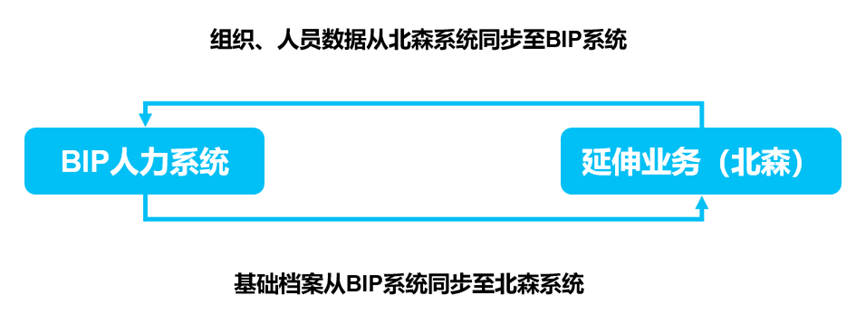 组织、人员数据从北森系统同步至BIP系统
BIP人力系统
延伸业务（北森）
基础档案从BIP系统同步至北森系统